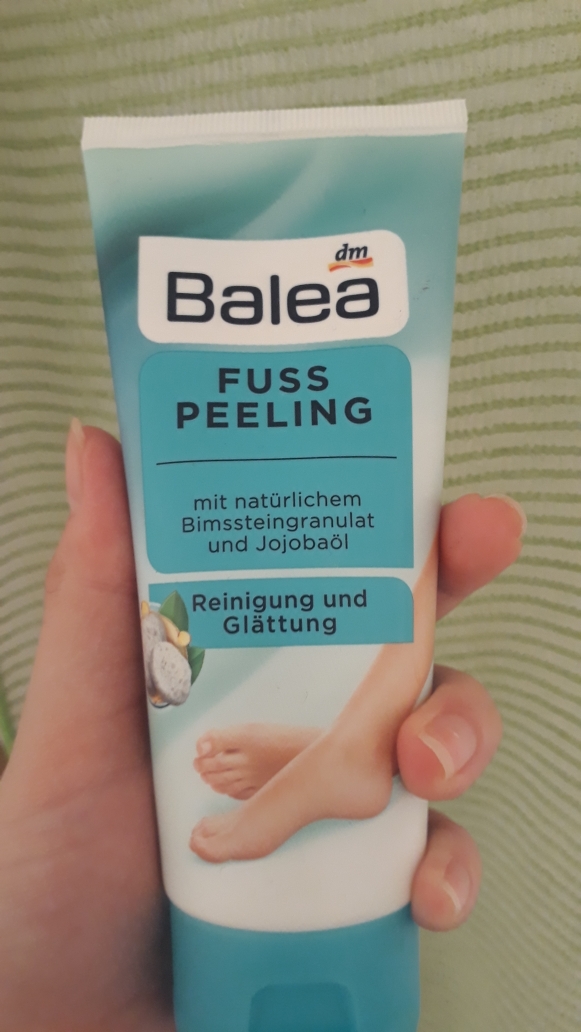 dm
Balea
FUSS
PEELING
mit natürlichem
Bimssteingranulat
und Jojobaöl
Reinigung und
Glättung